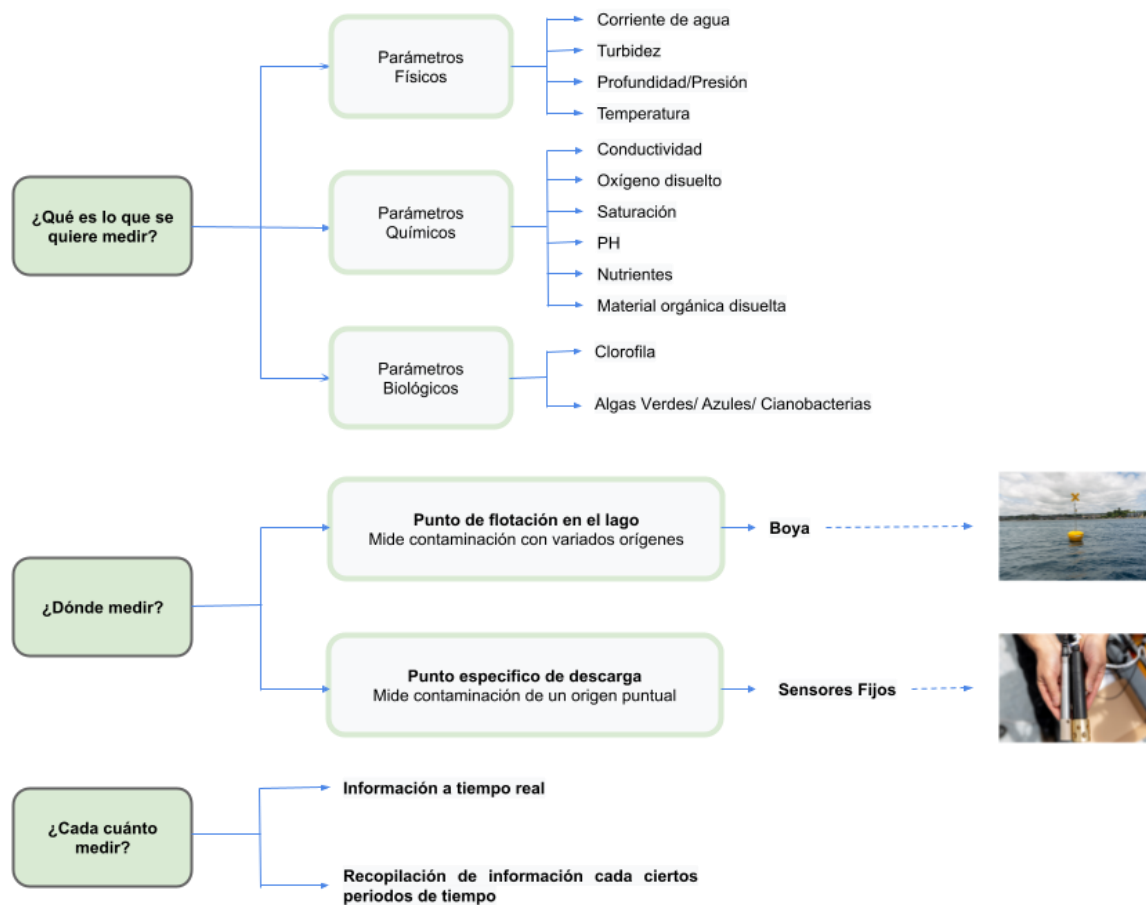 ¿Qué es lo que se
quiere medir?
Parámetros
Físicos
Corriente de agua
Turbidez
Profundidad/Presión
Temperatura
Parámetros
Químicos
Conductividad
Oxígeno disuelto
Saturación
PH
Nutrientes
Material orgánica disuelta
Parámetros
Biológicos
Clorofila
Algas Verdes/ Azules/ Cianobacterias
¿Dónde medir?
Punto de flotación en el lago
Mide contaminación con variados orígenes
Boya
Punto especifico de descarga
Mide contaminación de un origen puntual
Sensores Fijos
¿Cada cuánto
medir?
Información a tiempo real
Recopilación de información cada ciertos
periodos de tiempo